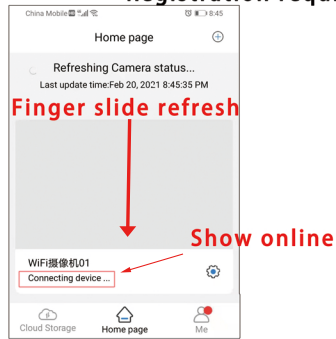 China Mobile 8:45
Home page
Refreshing Camera status...
Last update time:Feb 20, 2021 8:45:35 PM
Finger slide refresh
Show online
WiFi摄像机01
Connecting device ...
Cloud Storage Home page Me